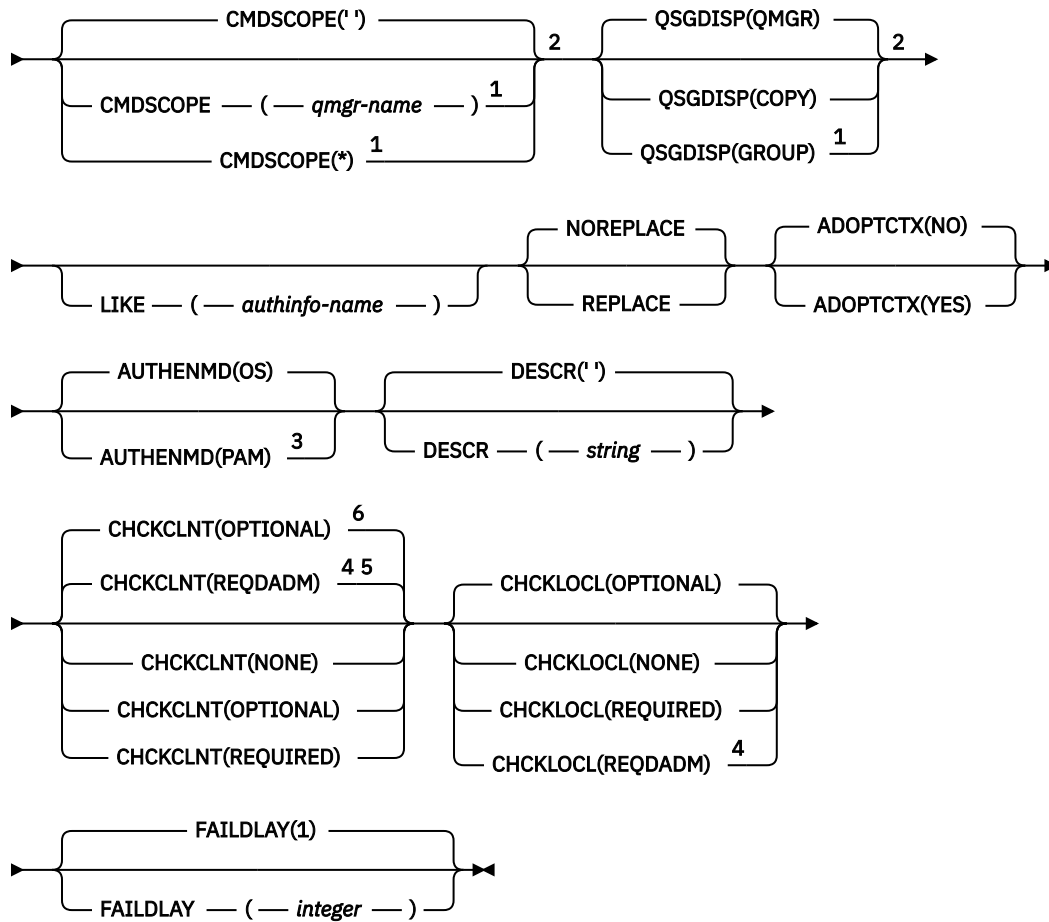 CMDSCOPE(' ')
2
CMDSCOPE ( qmgr-name ) 1
CMDSCOPE(*) 1
QSGDISP(QMGR)
2
QSGDISP(COPY)
QSGDISP(GROUP) 1
LIKE ( authinfo-name )
NOREPLACE
REPLACE
ADOPTCTX(NO)
ADOPTCTX(YES)
AUTHENMD(OS)
AUTHENMD(PAM) 3
DESCR(' ')
DESCR ( string )
CHCKCLNT(OPTIONAL) 6
CHCKCLNT(REQDADM) 4 5
CHCKCLNT(NONE)
CHCKCLNT(OPTIONAL)
CHCKCLNT(REQUIRED)
CHCKLOCL(OPTIONAL)
CHCKLOCL(NONE)
CHCKLOCL(REQUIRED)
CHCKLOCL(REQDADM) 4
FAILDLAY(1)
FAILDLAY ( integer )